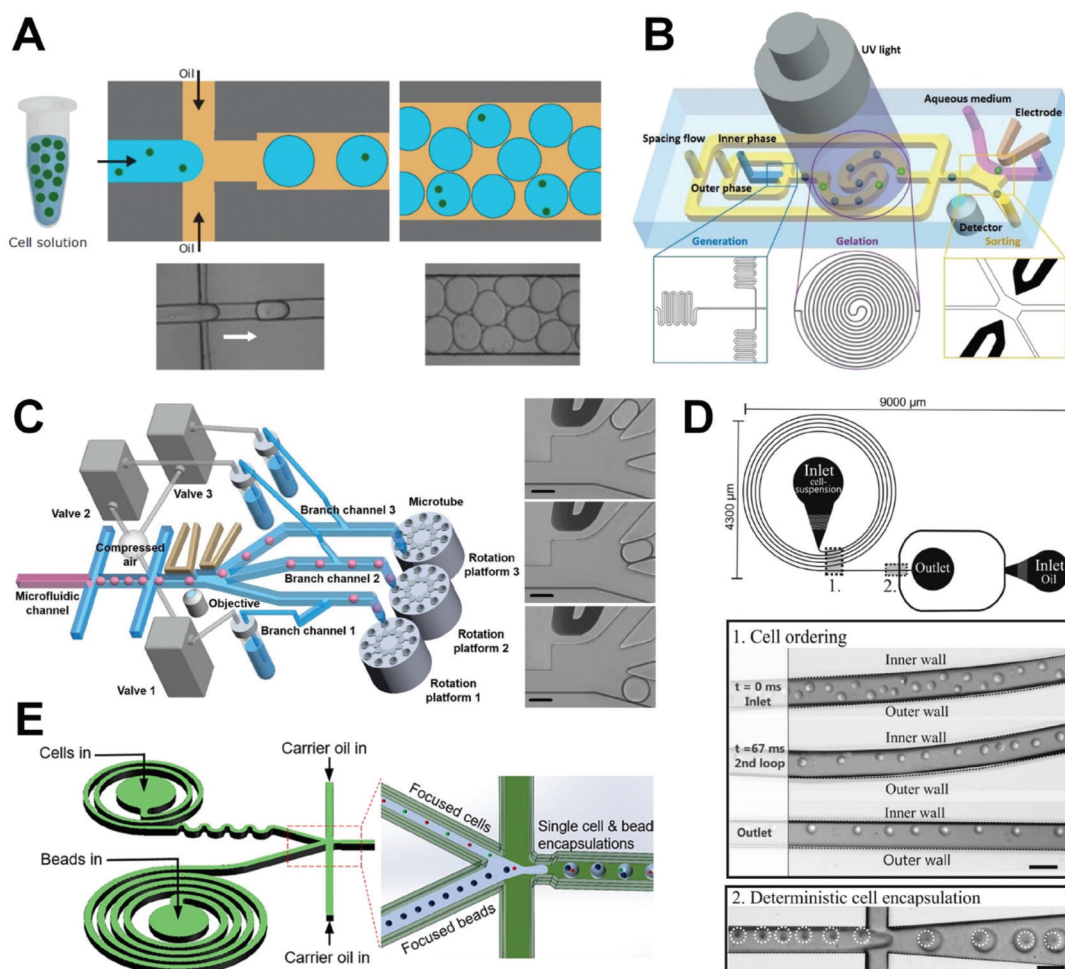 A
Oil
Cell solution
Oil
B
UV light
Aqueous medium
Electrode
Spacing flow
Inner phase
Outer phase
Detector
Generation
Gelation
Sorting
C
Valve 3
Valve 2
Compressed
air
Branch channel 3
Microtube
Rotation
platform 3
Branch channel 2
Microfluidic
channel
Objective
Branch channel 1
Rotation
platform 2
Valve 1
Rotation
platform 1
D
9000 µm
4300 µm
Inlet
cell-
suspension
1.
2.
Outlet
Inlet
Oil
1. Cell ordering
Inner wall
t = 0 ms
Inlet
Outer wall
Inner wall
t =67 ms
2nd loop
Outer wall
Inner wall
Outlet
Outer wall
2. Deterministic cell encapsulation
E
Cells in
Carrier oil in
Beads in
Carrier oil in
Focused cells
Single cell & bead
encapsulations
Focused beads